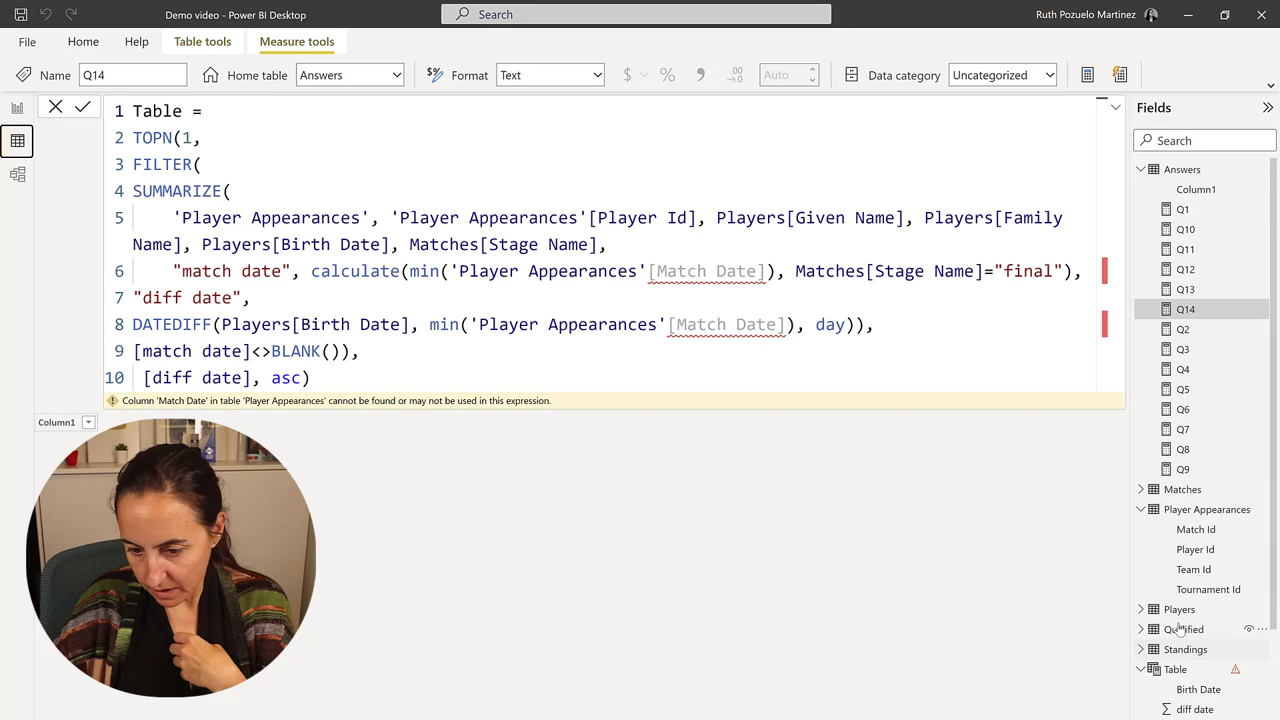 Demo video - Power BI Desktop
Search
Ruth Pozuelo Martinez
File
Home
Help
Table tools
Measure tools
Name
Q14
Home table
Answers
Format
Text
$
%
Auto
Data category
Uncategorized
1 Table =
2 TOPN(1,
3 FILTER(
4 SUMMARIZE(
5 'Player Appearances', 'Player Appearances'[Player Id], Players[Given Name], Players[Family
Name], Players[Birth Date], Matches[Stage Name],
6 "match date", calculate(min('Player Appearances'[Match Date]), Matches[Stage Name]="final"),
7 "diff date",
8 DATEDIFF(Players[Birth Date], min('Player Appearances'[Match Date]), day)),
9 [match date]<>BLANK()),
10 [diff date], asc)
Column 'Match Date' in table 'Player Appearances' cannot be found or may not be used in this expression.
Column1
Fields
Search
Answers
Column1
Q1
Q10
Q11
Q12
Q13
Q14
Q2
Q3
Q4
Q5
Q6
Q7
Q8
Q9
Matches
Player Appearances
Match Id
Player Id
Team Id
Tournament Id
Players
Qualified
Standings
Table
Birth Date
diff date